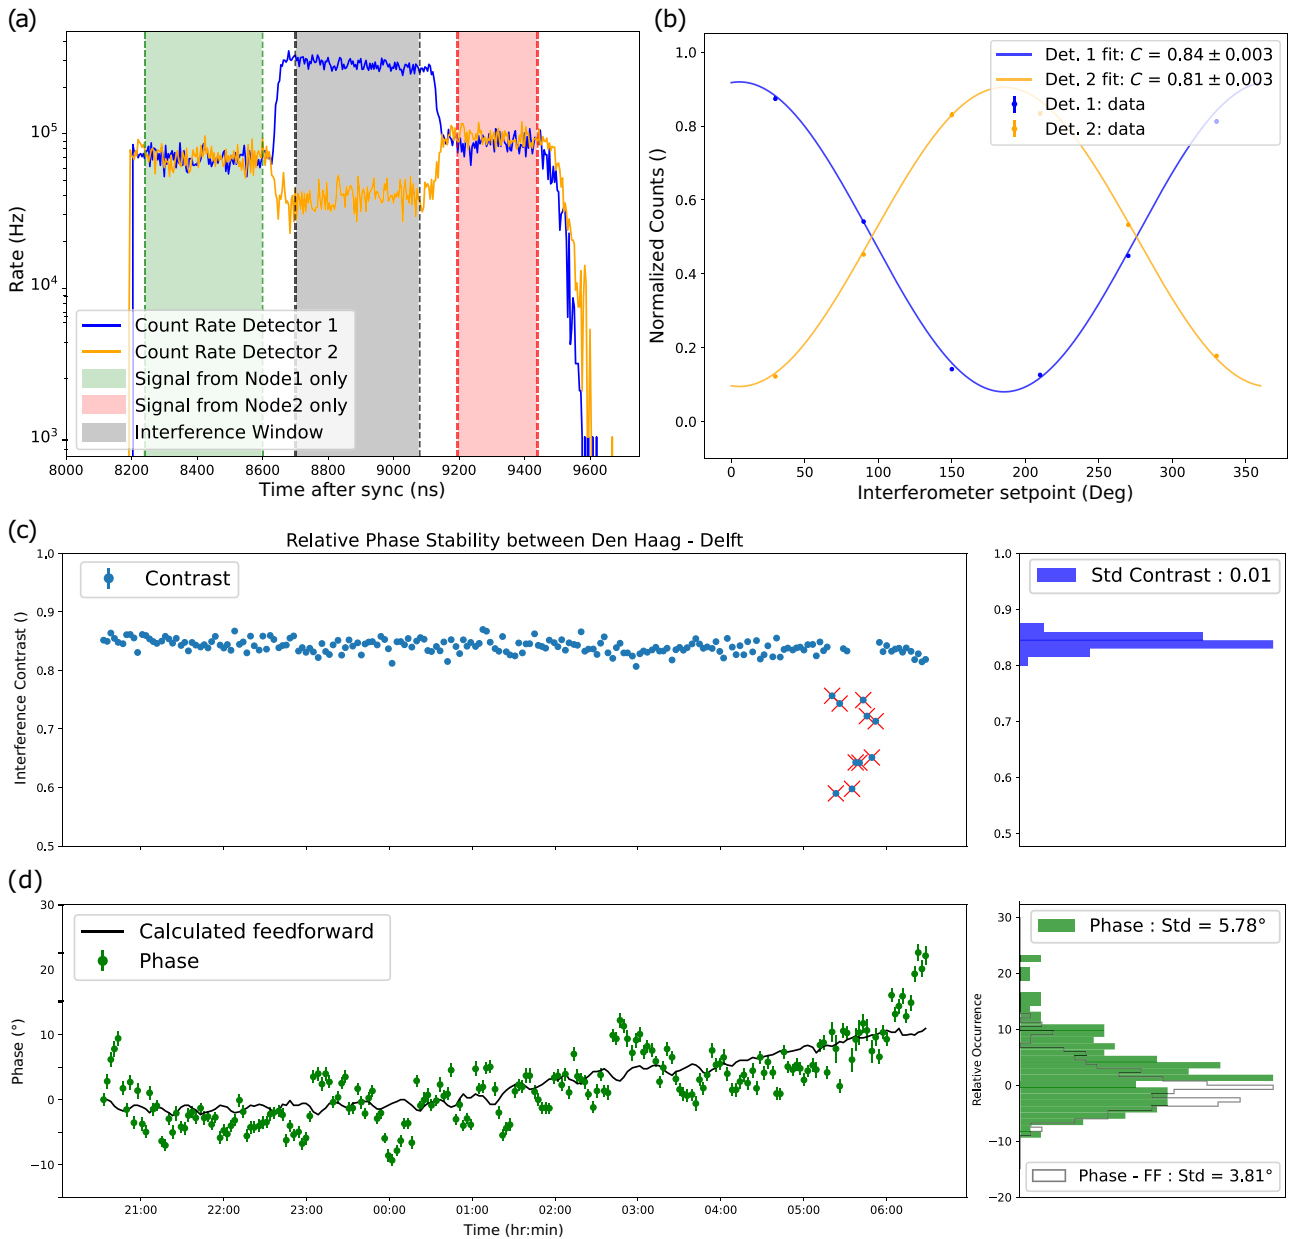 (a)
10^5
10^4
10^3
Rate (Hz)
Count Rate Detector 1
Count Rate Detector 2
Signal from Node1 only
Signal from Node2 only
Interference Window
8000 8200 8400 8600 8800 9000 9200 9400 9600
Time after sync (ns)
(b)
1.0
0.8
0.6
0.4
0.2
0.0
Normalized Counts ()
Det. 1 fit: C = 0.84 ± 0.003
Det. 2 fit: C = 0.81 ± 0.003
Det. 1: data
Det. 2: data
0 50 100 150 200 250 300 350
Interferometer setpoint (Deg)
(c)
Relative Phase Stability between Den Haag - Delft
1.0
0.9
0.8
0.7
0.6
0.5
Interference Contrast ()
Contrast
1.0
0.9
0.8
0.7
0.6
0.5
Std Contrast : 0.01
(d)
30
20
10
0
−10
Phase (°)
Calculated feedforward
Phase
21:00 22:00 23:00 00:00 01:00 02:00 03:00 04:00 05:00 06:00
Time (hr:min)
30
20
10
0
−10
−20
Relative Occurrence
Phase : Std = 5.78°
Phase - FF : Std = 3.81°